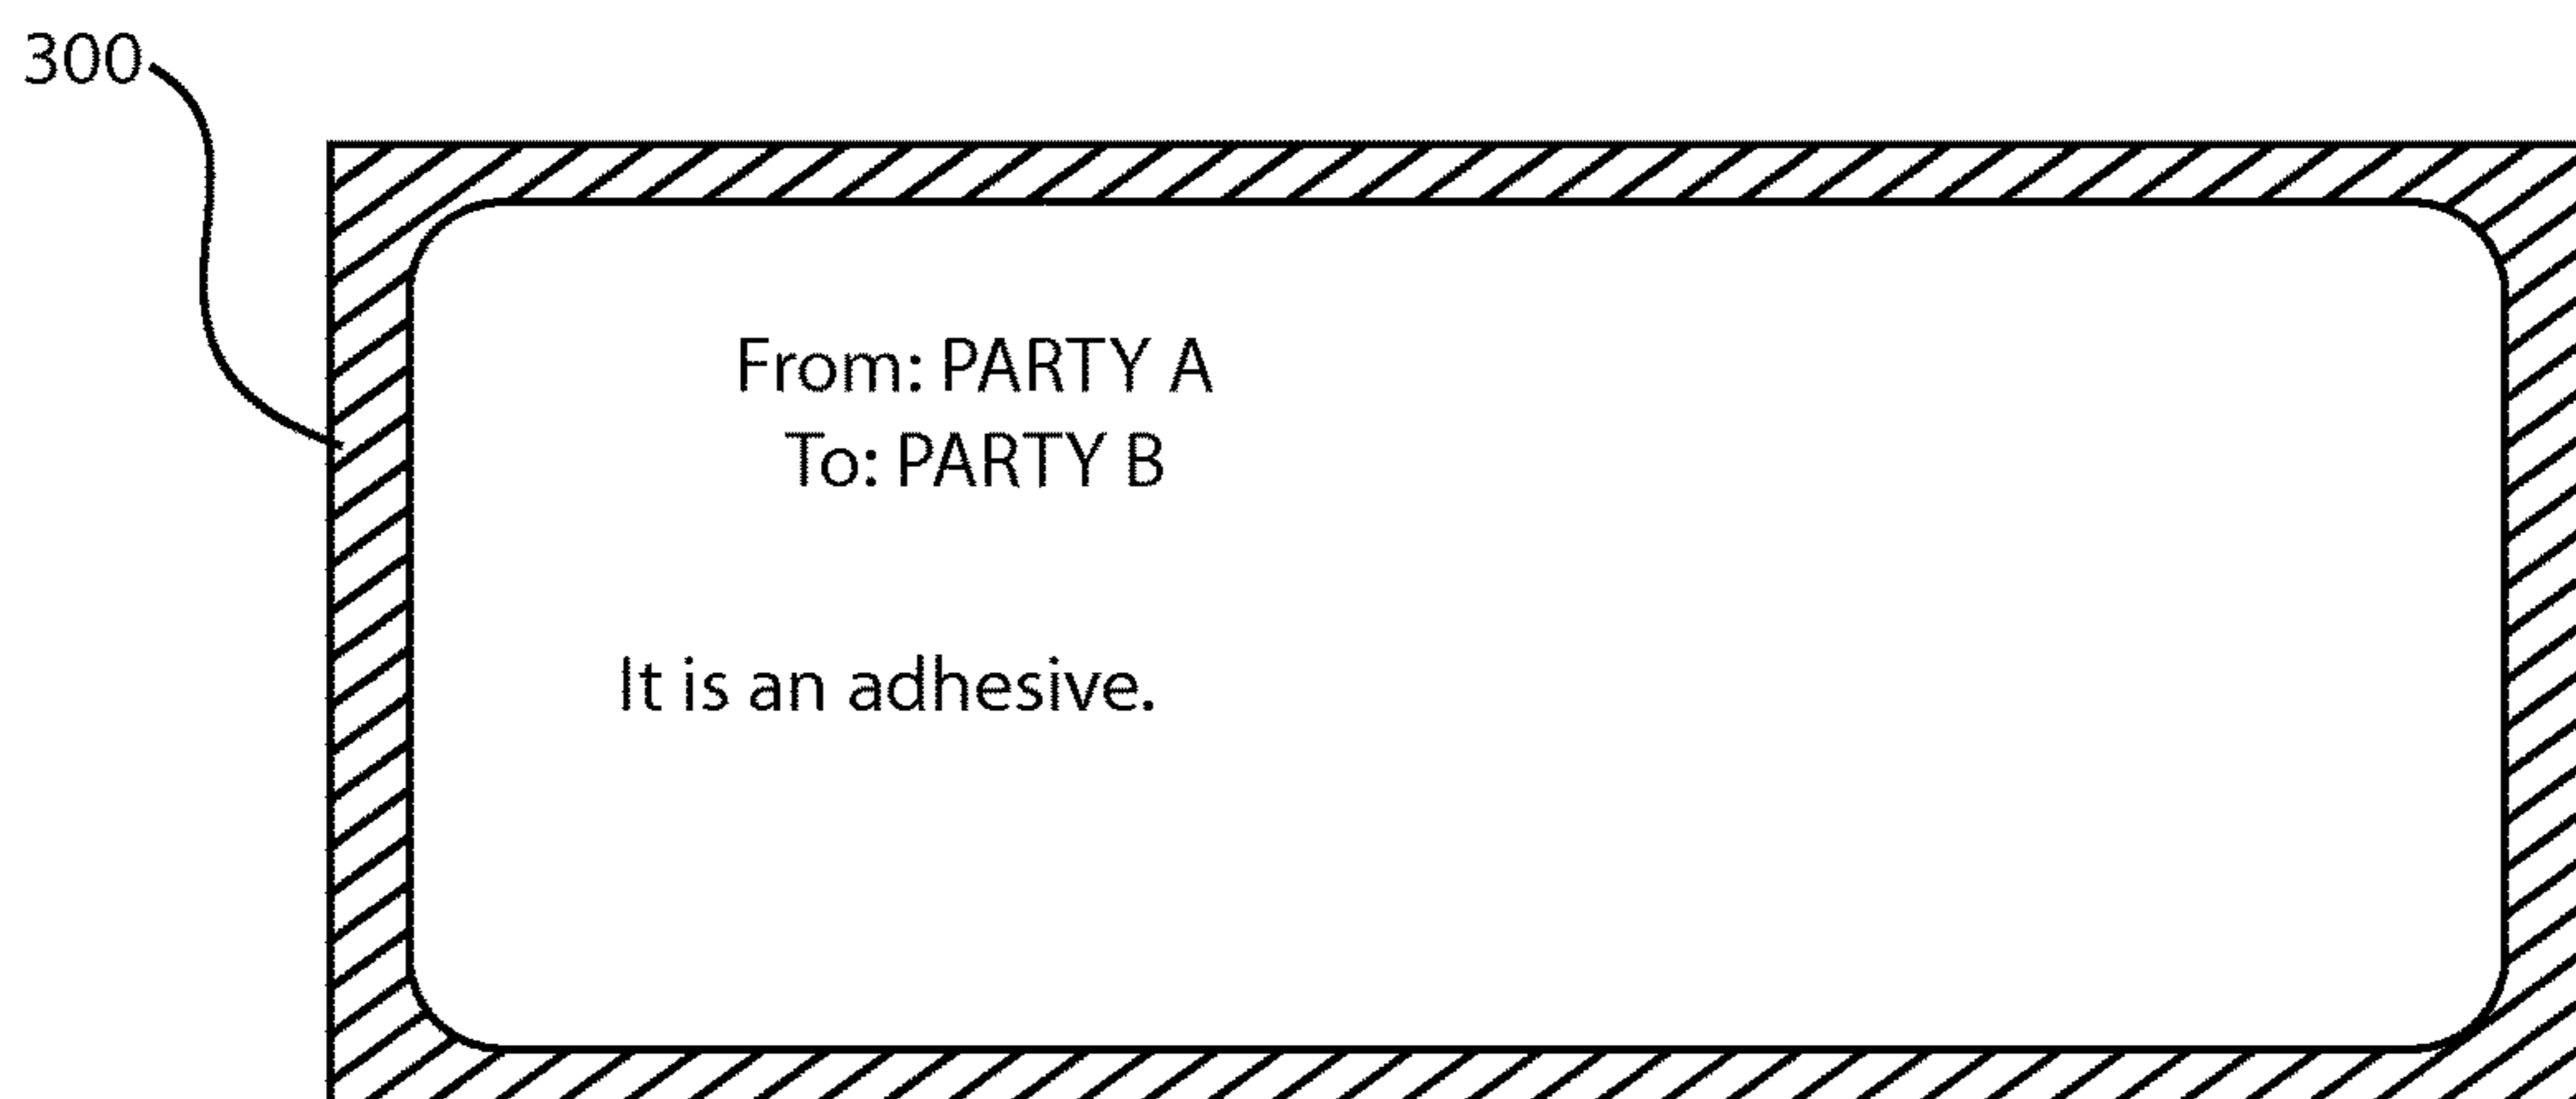 300
From: PARTY A
To: PARTY B
It is an adhesive.